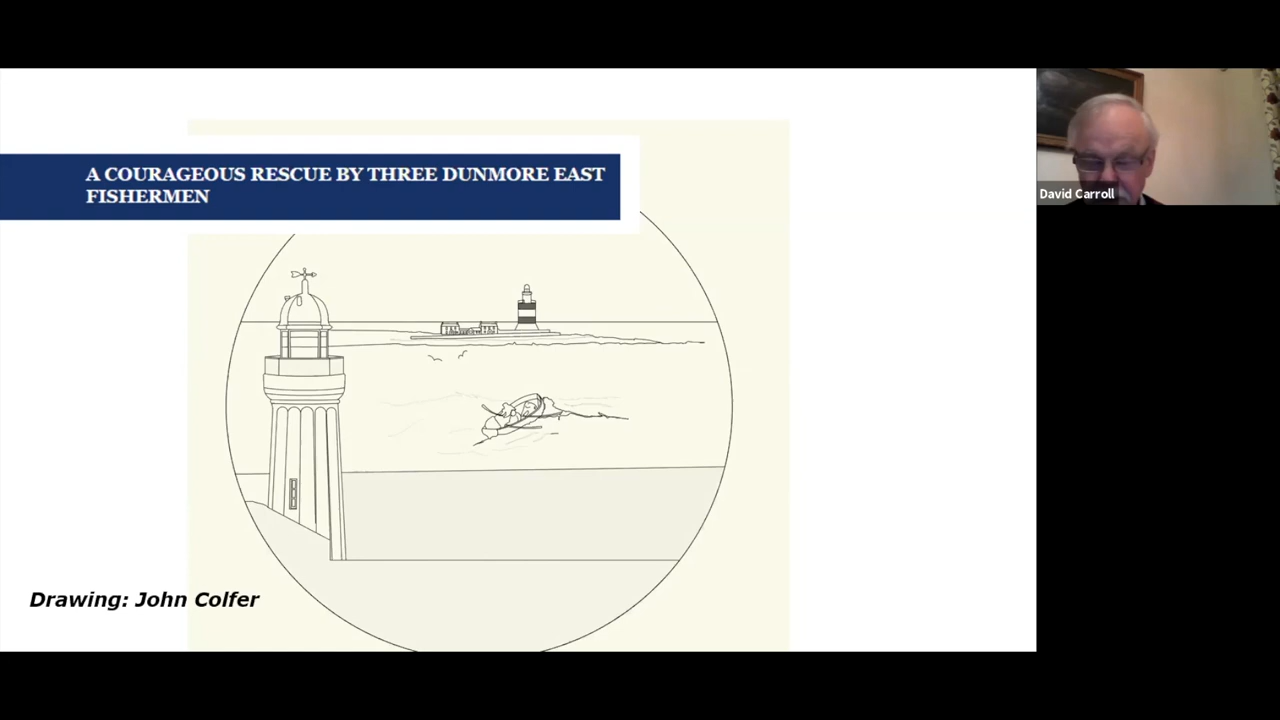 A COURAGEOUS RESCUE BY THREE DUNMORE EAST
FISHERMEN
David Carroll
Drawing: John Colfer